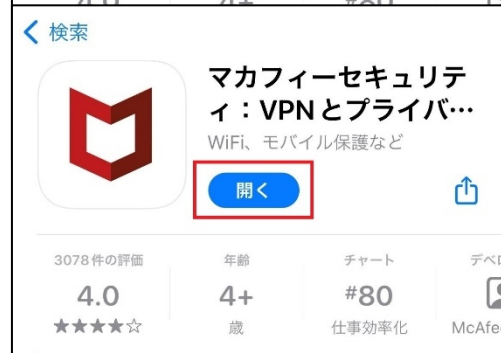 検索
マカフィーセキュリテ
ィ：VPNとプライバ…
WiFi、モバイル保護など
開く
3078件の評価
年齢
チャート
4.0
4+
#80
★★★★☆
歳
仕事効率化